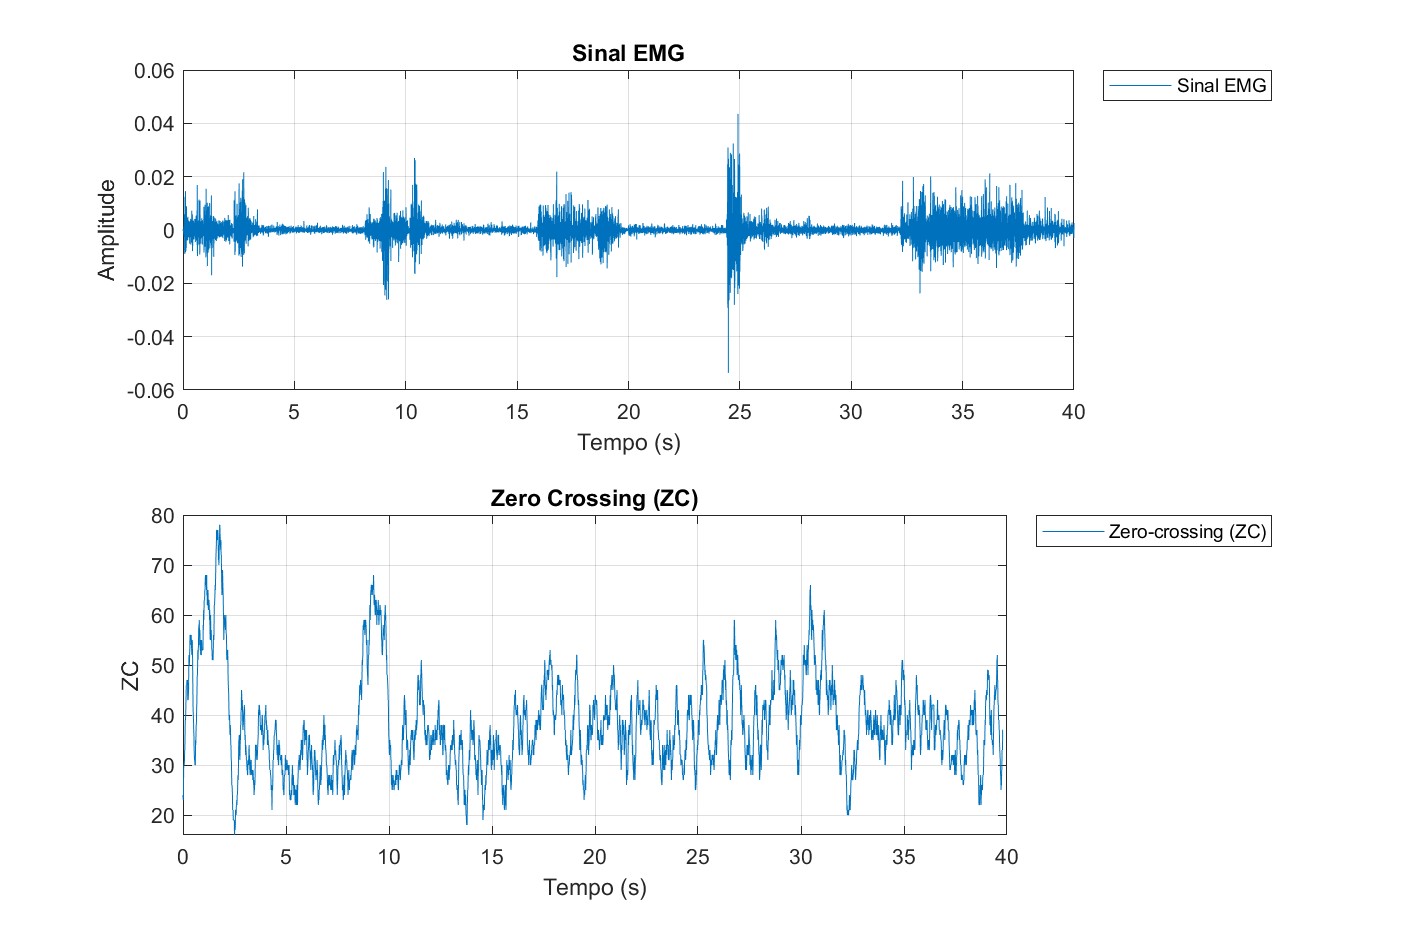 Sinal EMG
Sinal EMG
Amplitude
0.06
0.04
0.02
0
-0.02
-0.04
-0.06
0 5 10 15 20 25 30 35 40
Tempo (s)
Zero Crossing (ZC)
Zero-crossing (ZC)
ZC
80
70
60
50
40
30
20
0 5 10 15 20 25 30 35 40
Tempo (s)